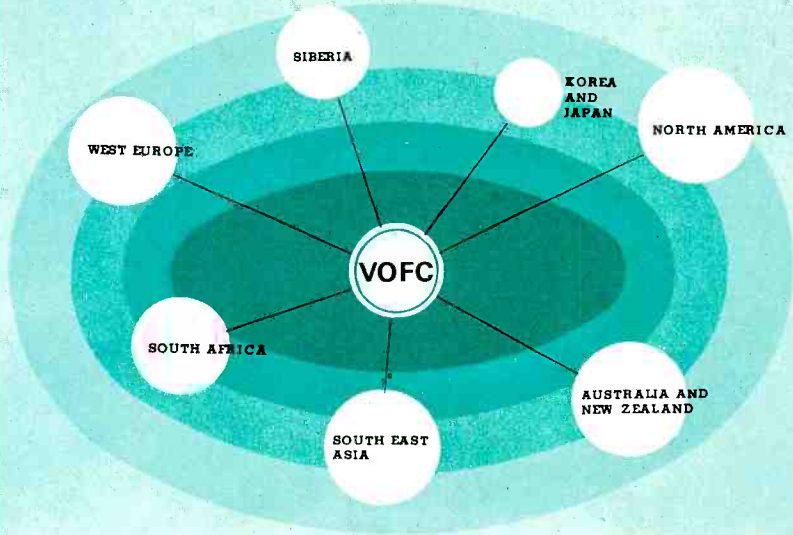 SIBERIA
KOREA
AND
JAPAN
NORTH AMERICA
WEST EUROPE
VOFC
SOUTH AFRICA
AUSTRALIA AND
NEW ZEALAND
SOUTH EAST
ASIA